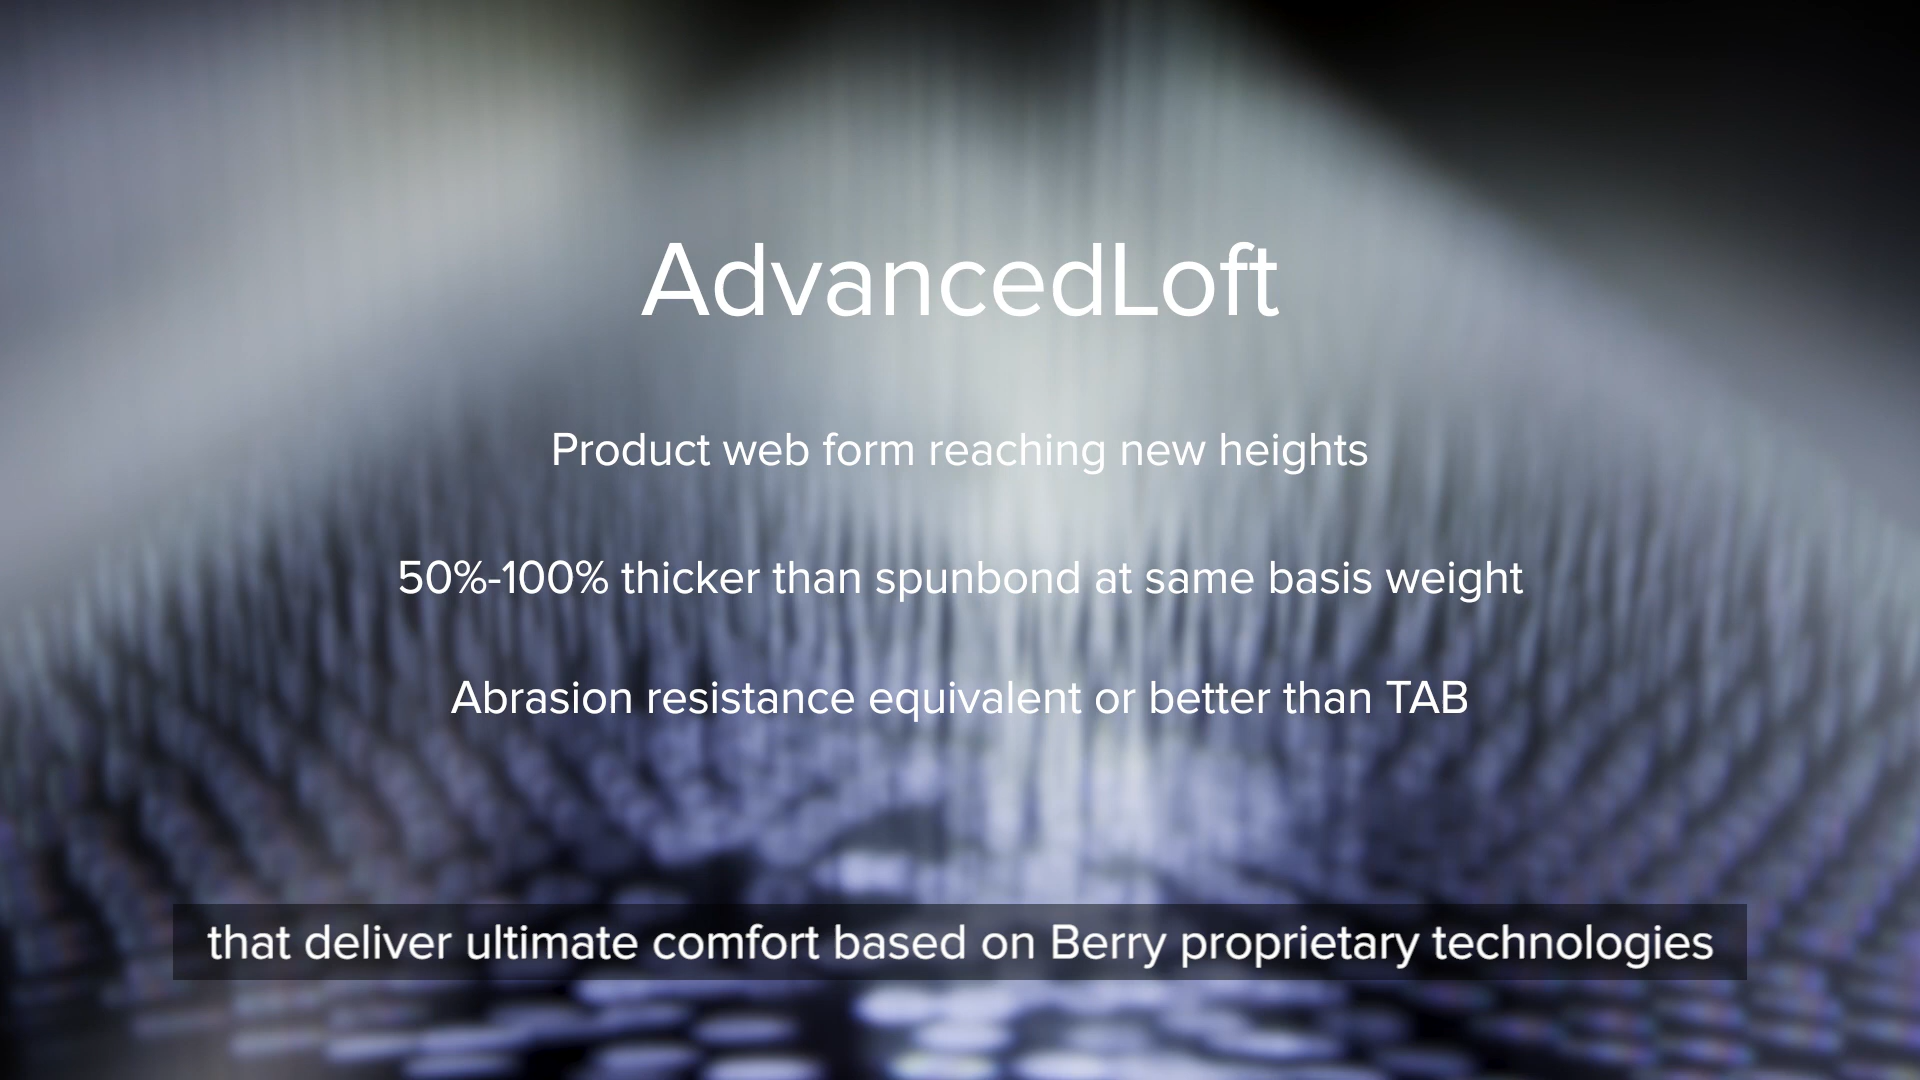 AdvancedLoft
Product web form reaching new heights
50%-100% thicker than spunbond at same basis weight
Abrasion resistance equivalent or better than TAB
that deliver ultimate comfort based on Berry proprietary technologies